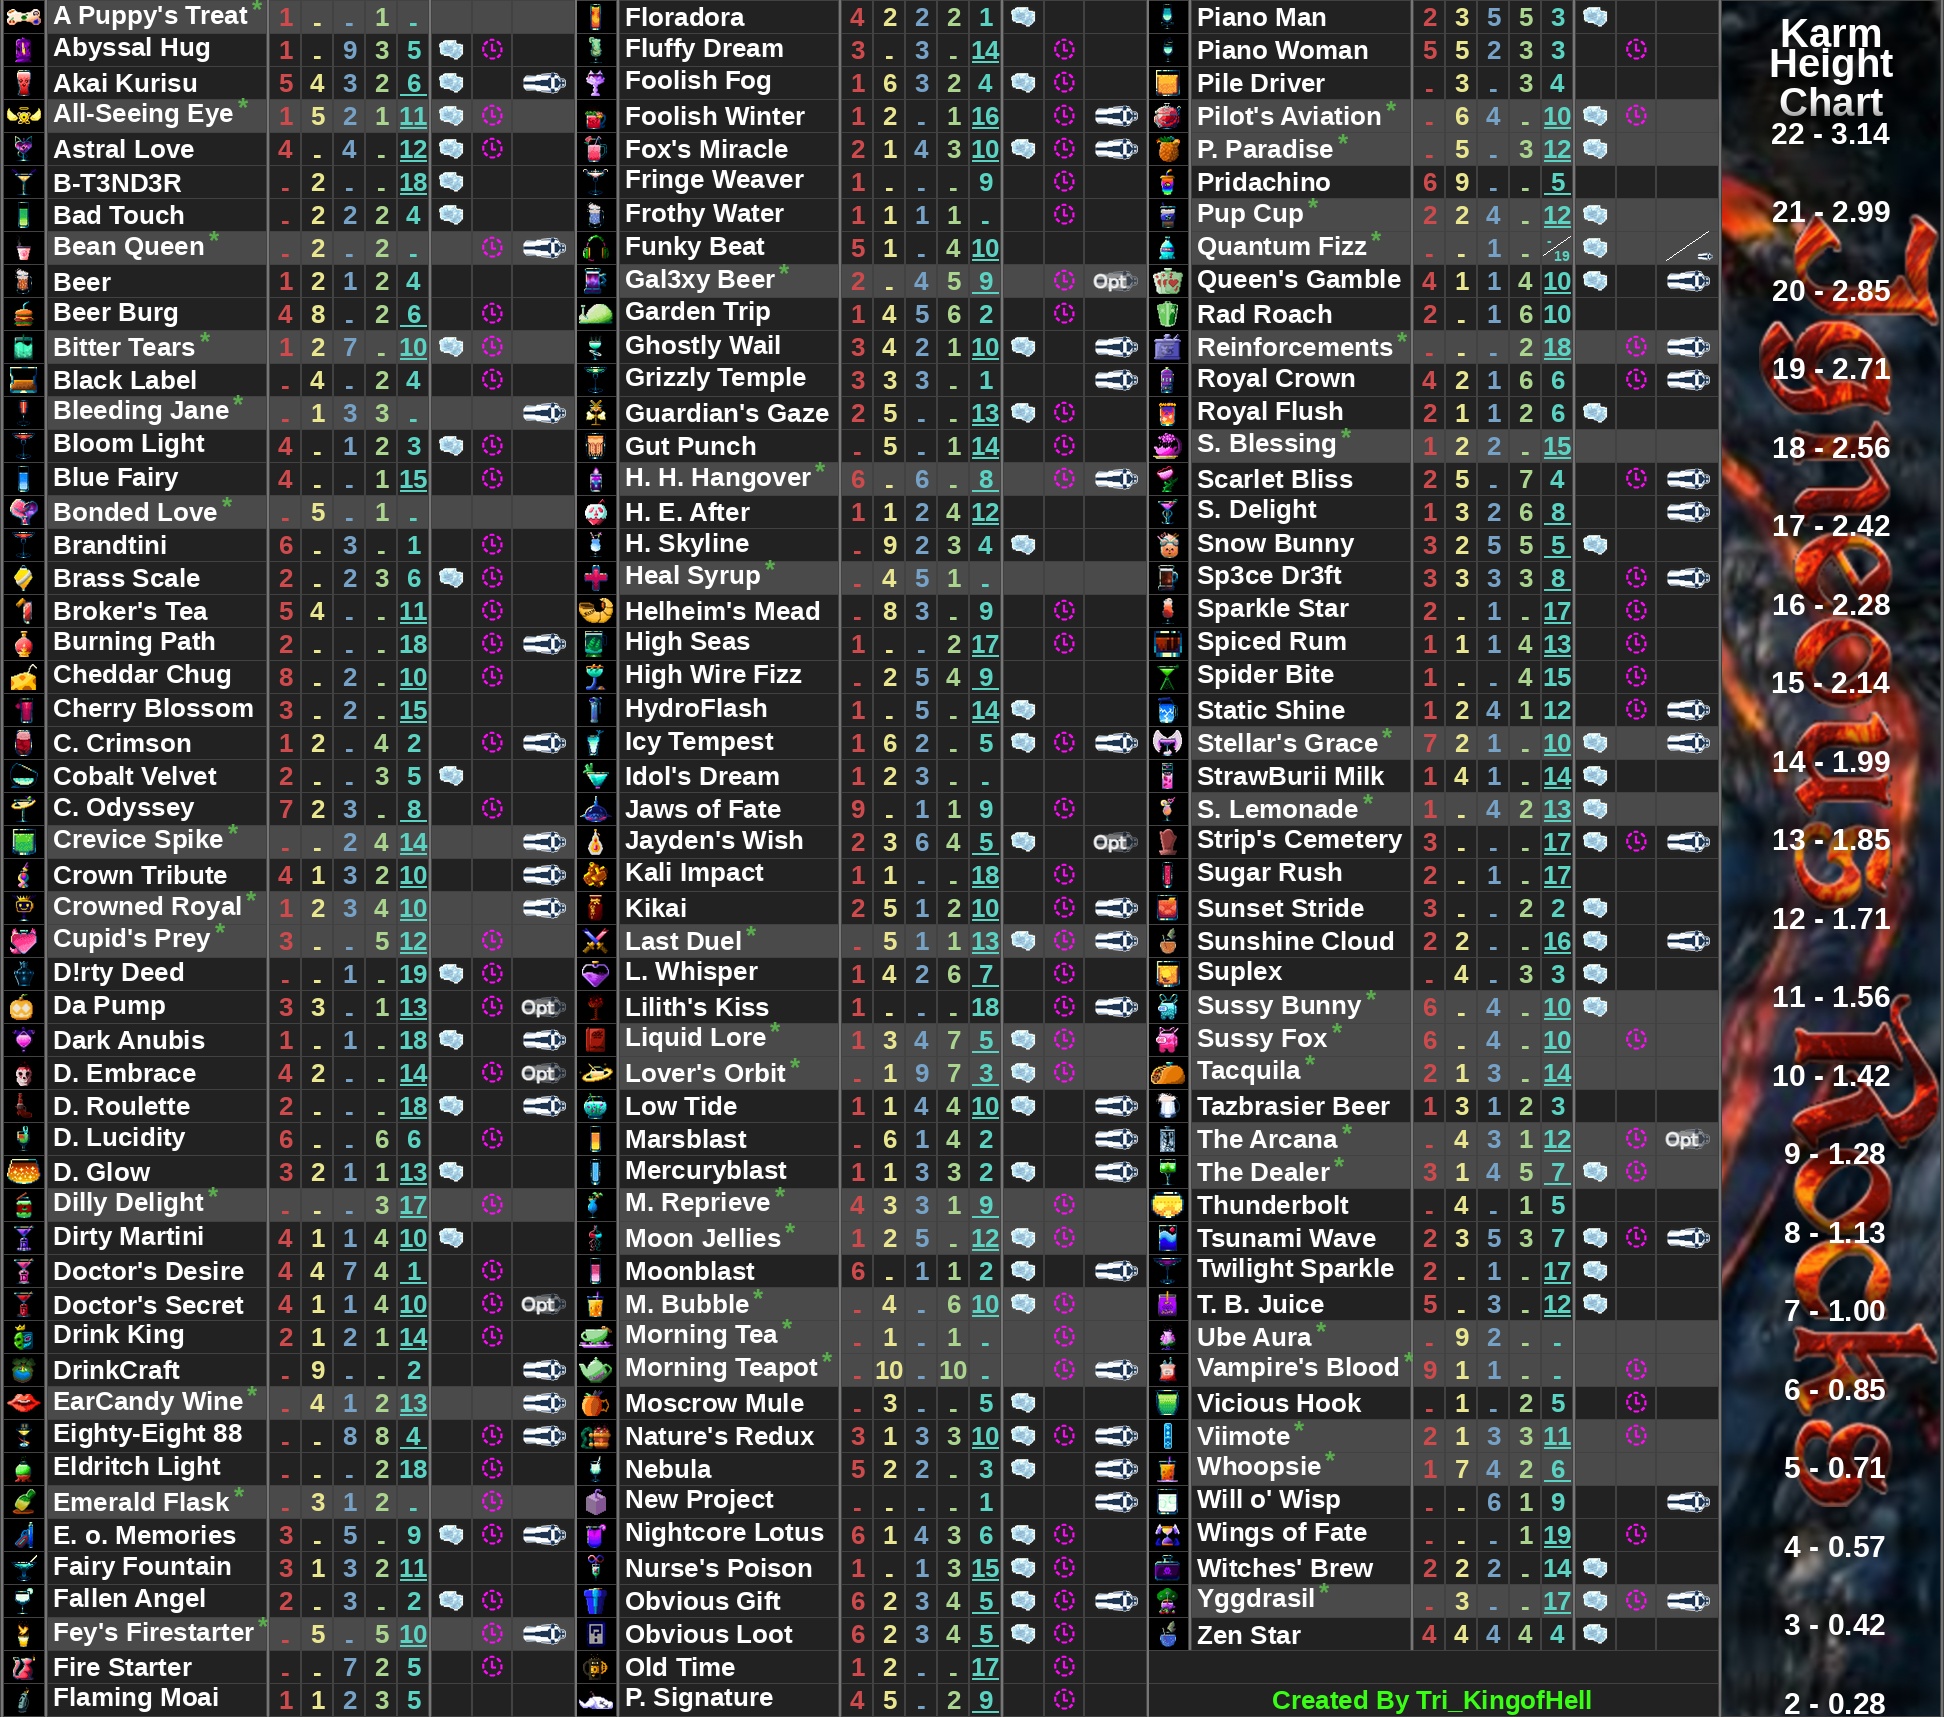 A Puppy's Treat * 1 - - 1 -
Abyssal Hug 1 - 9 3 5
Akai Kurisu 5 4 3 2 6
All-Seeing Eye * 1 5 2 1 11
Astral Love 4 - 4 - 12
B-T3ND3R - 2 - - 18
Bad Touch - 2 2 2 4
Bean Queen * - 2 - 2 -
Beer 1 2 1 2 4
Beer Burg 4 8 - 2 6
Bitter Tears * 1 2 7 - 10
Black Label - 4 - 2 4
Bleeding Jane * - 1 3 3 -
Bloom Light 4 - 1 2 3
Blue Fairy 4 - - 1 15
Bonded Love * - 5 - 1 -
Brandtini 6 - 3 - 1
Brass Scale 2 - 2 3 6
Broker's Tea 5 4 - - 11
Burning Path 2 - - - 18
Cheddar Chug 8 - 2 - 10
Cherry Blossom 3 - 2 - 15
C. Crimson 1 2 - 4 2
Cobalt Velvet 2 - - 3 5
C. Odyssey 7 2 3 - 8
Crevice Spike * - - 2 4 14
Crown Tribute 4 1 3 2 10
Crowned Royal * 1 2 3 4 10
Cupid's Prey * 3 - - 5 12
D!rty Deed - - 1 - 19
Da Pump 3 3 - 1 13 Opt
Dark Anubis 1 - 1 - 18
D. Embrace 4 2 - - 14 Opt
D. Roulette 2 - - - 18
D. Lucidity 6 - - 6 6
D. Glow 3 2 1 1 13
Dilly Delight * - - - 3 17
Dirty Martini 4 1 1 4 10
Doctor's Desire 4 4 7 4 1
Doctor's Secret 4 1 1 4 10 Opt
Drink King 2 1 2 1 14
DrinkCraft - 9 - - 2
EarCandy Wine * - 4 1 2 13
Eighty-Eight 88 - - 8 8 4
Eldritch Light - - - 2 18
Emerald Flask * - 3 1 2 -
E. o. Memories 3 - 5 - 9
Fairy Fountain 3 1 3 2 11
Fallen Angel 2 - 3 - 2
Fey's Firestarter * - 5 - 5 10
Fire Starter - - 7 2 5
Flaming Moai 1 1 2 3 5
Floradora 4 2 2 2 1
Fluffy Dream 3 - 3 - 14
Foolish Fog 1 6 3 2 4
Foolish Winter 1 2 - 1 16
Fox's Miracle 2 1 4 3 10
Fringe Weaver 1 - - - 9
Frothy Water 1 1 1 1 -
Funky Beat 5 1 - 4 10
Gal3xy Beer * 2 - 4 5 9 Opt
Garden Trip 1 4 5 6 2
Ghostly Wail 3 4 2 1 10
Grizzly Temple 3 3 3 - 1
Guardian's Gaze 2 5 - - 13
Gut Punch - 5 - 1 14
H. H. Hangover * 6 - 6 - 8
H. E. After 1 1 2 4 12
H. Skyline - 9 2 3 4
Heal Syrup * - 4 5 1 -
Helheim's Mead - 8 3 - 9
High Seas 1 - - 2 17
High Wire Fizz - 2 5 4 9
HydroFlash 1 - 5 - 14
Icy Tempest 1 6 2 - 5
Idol's Dream 1 2 3 - -
Jaws of Fate 9 - 1 1 9
Jayden's Wish 2 3 6 4 5 Opt
Kali Impact 1 1 - - 18
Kikai 2 5 1 2 10
Last Duel * - 5 1 1 13
L. Whisper 1 4 2 6 7
Lilith's Kiss 1 - - - 18
Liquid Lore * 1 3 4 7 5
Lover's Orbit * - 1 9 7 3
Low Tide 1 1 4 4 10
Marsblast - 6 1 4 2
Mercuryblast 1 1 3 3 2
M. Reprieve * 4 3 3 1 9
Moon Jellies * 1 2 5 - 12
Moonblast 6 - 1 1 2
M. Bubble * - 4 - 6 10
Morning Tea * - 1 - 1 -
Morning Teapot * - 10 - 10 -
Moscrow Mule - 3 - - 5
Nature's Redux 3 1 3 3 10
Nebula 5 2 2 - 3
New Project - - - - 1
Nightcore Lotus 6 1 4 3 6
Nurse's Poison 1 - 1 3 15
Obvious Gift 6 2 3 4 5
Obvious Loot 6 2 3 4 5
Old Time 1 2 - - 17
P. Signature 4 5 - 2 9
Piano Man 2 3 5 5 3
Piano Woman 5 5 2 3 3
Pile Driver - 3 - 3 4
Pilot's Aviation * - 6 4 - 10
P. Paradise * - 5 - 3 12
Pridachino 6 9 - - 5
Pup Cup * 2 2 4 - 12
Quantum Fizz * - - 1 - -/19
Queen's Gamble 4 1 1 4 10
Rad Roach 2 - 1 6 10
Reinforcements * - - - 2 18
Royal Crown 4 2 1 6 6
Royal Flush 2 1 1 2 6
S. Blessing * 1 2 2 - 15
Scarlet Bliss 2 5 - 7 4
S. Delight 1 3 2 6 8
Snow Bunny 3 2 5 5 5
Sp3ce Dr3ft 3 3 3 3 8
Sparkle Star 2 - 1 - 17
Spiced Rum 1 1 1 4 13
Spider Bite 1 - - 4 15
Static Shine 1 2 4 1 12
Stellar's Grace * 7 2 1 - 10
StrawBurii Milk 1 4 1 - 14
S. Lemonade * 1 - 4 2 13
Strip's Cemetery 3 - - - 17
Sugar Rush 2 - 1 - 17
Sunset Stride 3 - - 2 2
Sunshine Cloud 2 2 - - 16
Suplex - 4 - 3 3
Sussy Bunny * 6 - 4 - 10
Sussy Fox * 6 - 4 - 10
Tacquila * 2 1 3 - 14
Tazbrasier Beer 1 3 1 2 3
The Arcana * - 4 3 1 12 Opt
The Dealer * 3 1 4 5 7
Thunderbolt - 4 - 1 5
Tsunami Wave 2 3 5 3 7
Twilight Sparkle 2 - 1 - 17
T. B. Juice 5 - 3 - 12
Ube Aura * - 9 2 - -
Vampire's Blood * 9 1 1 - -
Vicious Hook - 1 - 2 5
Viimote * 2 1 3 3 11
Whoopsie * 1 7 4 2 6
Will o' Wisp - - 6 1 9
Wings of Fate - - - 1 19
Witches' Brew 2 2 2 - 14
Yggdrasil * - 3 - - 17
Zen Star 4 4 4 4 4
Created By Tri_KingofHell
Karm
Height
Chart
22 - 3.14
21 - 2.99
20 - 2.85
19 - 2.71
18 - 2.56
17 - 2.42
16 - 2.28
15 - 2.14
14 - 1.99
13 - 1.85
12 - 1.71
11 - 1.56
10 - 1.42
9 - 1.28
8 - 1.13
7 - 1.00
6 - 0.85
5 - 0.71
4 - 0.57
3 - 0.42
2 - 0.28